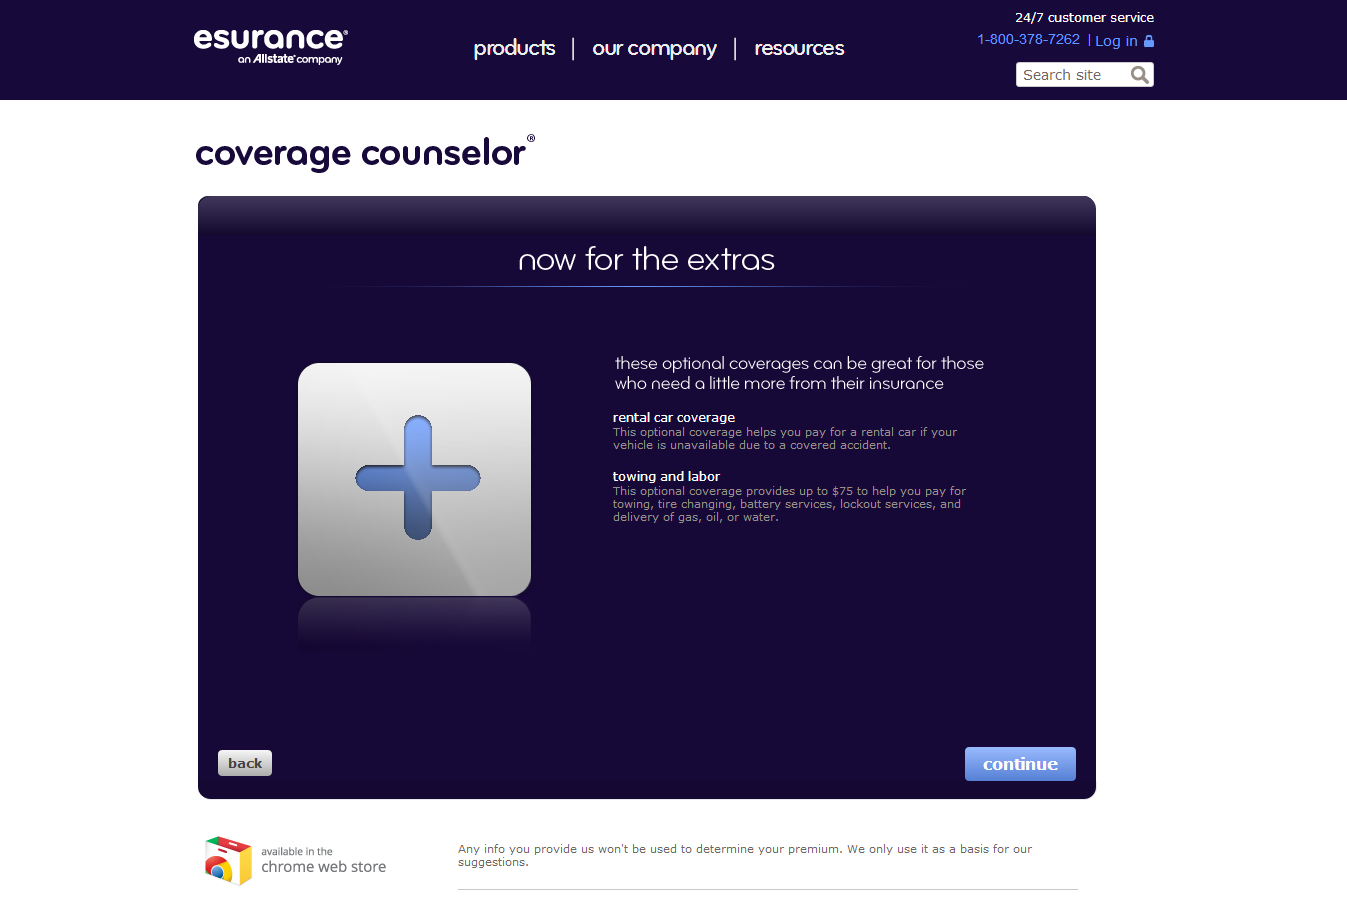 esurance®
an Allstate® company
products | our company | resources
24/7 customer service
1-800-378-7262 | Log in
Search site
coverage counselor®
now for the extras
these optional coverages can be great for those
who need a little more from their insurance
rental car coverage
This optional coverage helps you pay for a rental car if your
vehicle is unavailable due to a covered accident.
towing and labor
This optional coverage provides up to $75 to help you pay for
towing, tire changing, battery services, lockout services, and
delivery of gas, oil, or water.
back
continue
available in the
chrome web store
Any info you provide us won't be used to determine your premium. We only use it as a basis for our
suggestions.